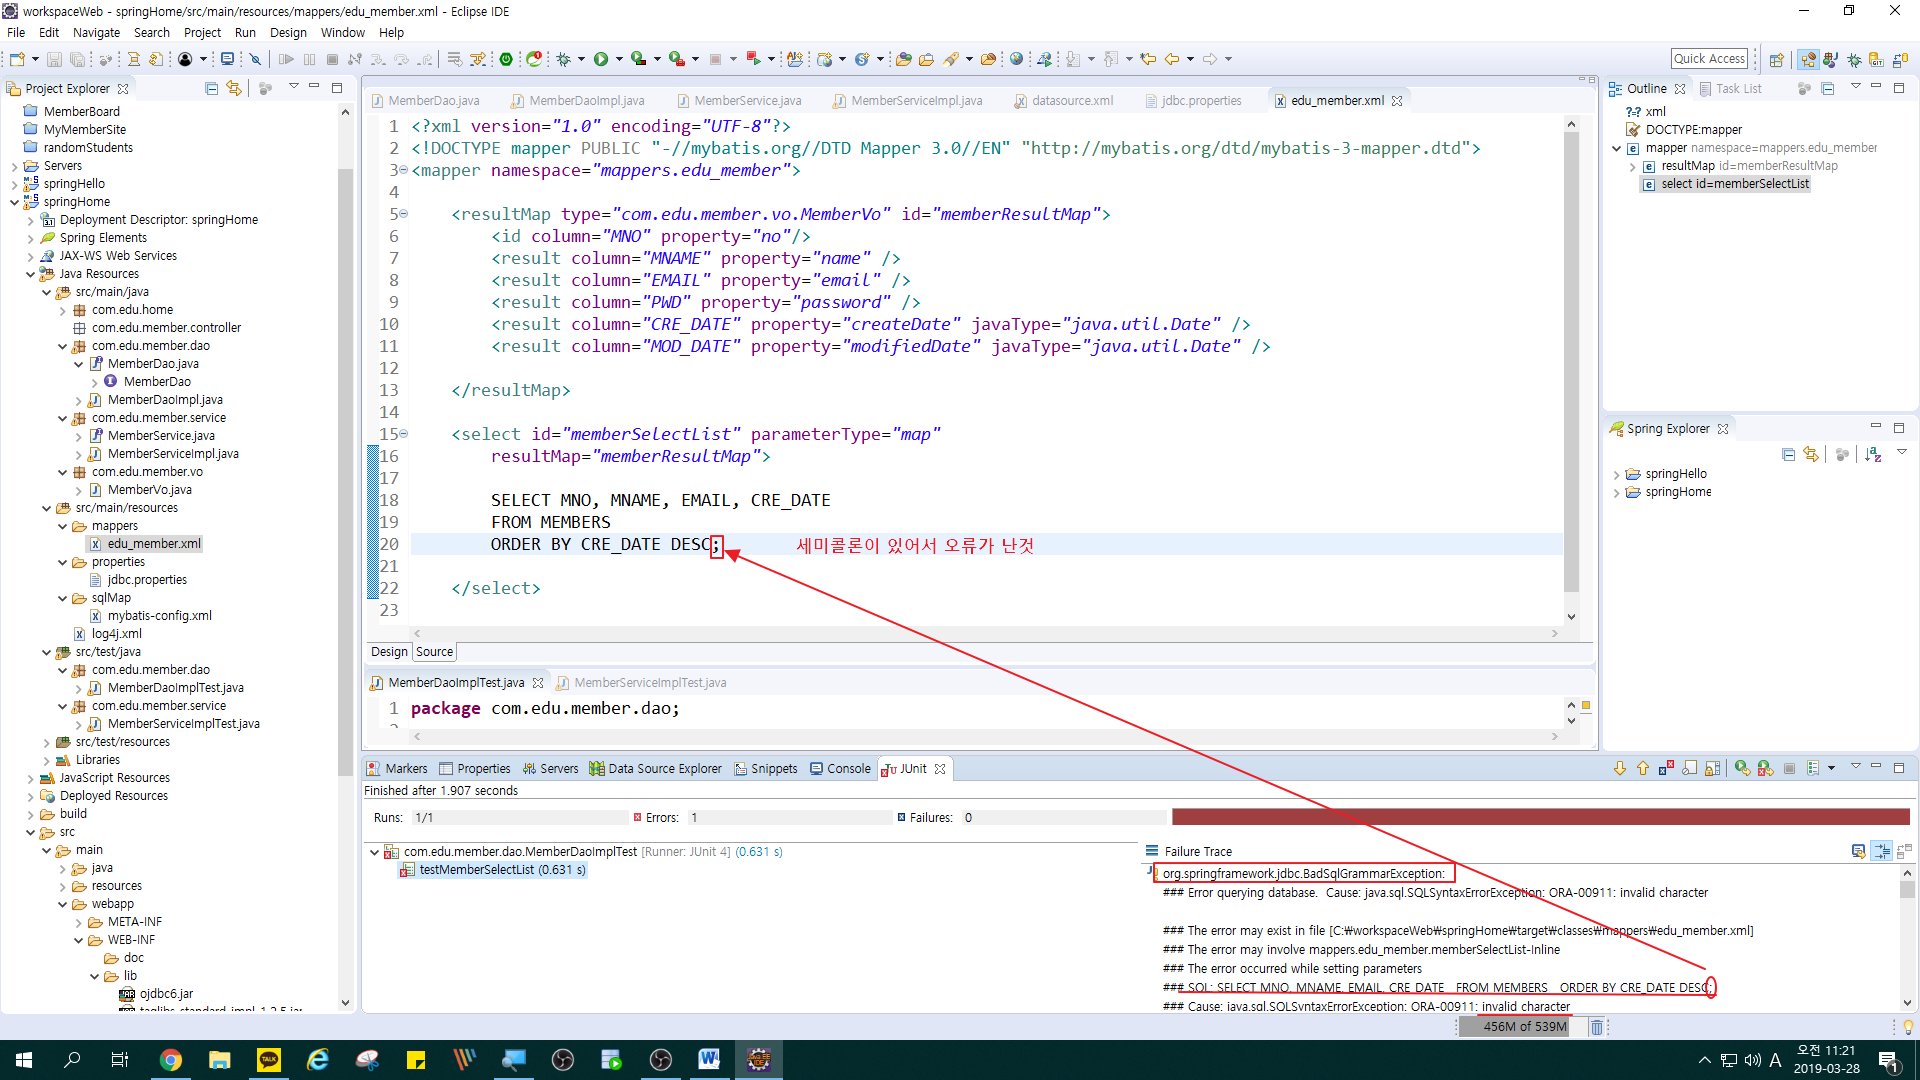 workspaceWeb - springHome/src/main/resources/mappers/edu_member.xml - Eclipse IDE
File Edit Navigate Search Project Run Design Window Help
Quick Access
Project Explorer
MemberBoard
MyMemberSite
randomStudents
Servers
springHello
springHome
Deployment Descriptor: springHome
Spring Elements
JAX-WS Web Services
Java Resources
src/main/java
com.edu.home
com.edu.member.controller
com.edu.member.dao
MemberDao.java
MemberDao
MemberDaoImpl.java
com.edu.member.service
MemberService.java
MemberServiceImpl.java
com.edu.member.vo
MemberVo.java
src/main/resources
mappers
edu_member.xml
properties
jdbc.properties
sqlMap
mybatis-config.xml
log4j.xml
src/test/java
com.edu.member.dao
MemberDaoImplTest.java
com.edu.member.service
MemberServiceImplTest.java
src/test/resources
Libraries
JavaScript Resources
Deployed Resources
build
src
main
java
resources
webapp
META-INF
WEB-INF
doc
lib
ojdbc6.jar
taglibs-standard-impl-1.2.5.jar
MemberDao.java MemberDaoImpl.java MemberService.java MemberServiceImpl.java datasource.xml jdbc.properties edu_member.xml
1 <?xml version="1.0" encoding="UTF-8"?>
2 <!DOCTYPE mapper PUBLIC "-//mybatis.org//DTD Mapper 3.0//EN" "http://mybatis.org/dtd/mybatis-3-mapper.dtd">
3 <mapper namespace="mappers.edu_member">
4
5 <resultMap type="com.edu.member.vo.MemberVo" id="memberResultMap">
6 <id column="MNO" property="no"/>
7 <result column="MNAME" property="name" />
8 <result column="EMAIL" property="email" />
9 <result column="PWD" property="password" />
10 <result column="CRE_DATE" property="createDate" javaType="java.util.Date" />
11 <result column="MOD_DATE" property="modifiedDate" javaType="java.util.Date" />
12
13 </resultMap>
14
15 <select id="memberSelectList" parameterType="map"
16 resultMap="memberResultMap">
17
18 SELECT MNO, MNAME, EMAIL, CRE_DATE
19 FROM MEMBERS
20 ORDER BY CRE_DATE DESC; 세미콜론이 있어서 오류가 난것
21
22 </select>
23
Design Source
MemberDaoImplTest.java MemberServiceImplTest.java
1 package com.edu.member.dao;
Outline Task List
xml
DOCTYPE:mapper
mapper namespace=mappers.edu_member
resultMap id=memberResultMap
select id=memberSelectList
Spring Explorer
springHello
springHome
Markers Properties Servers Data Source Explorer Snippets Console JUnit
Finished after 1.907 seconds
Runs: 1/1 Errors: 1 Failures: 0
com.edu.member.dao.MemberDaoImplTest [Runner: JUnit 4] (0.631 s)
testMemberSelectList (0.631 s)
Failure Trace
org.springframework.jdbc.BadSqlGrammarException:
### Error querying database. Cause: java.sql.SQLSyntaxErrorException: ORA-00911: invalid character
### The error may exist in file [C:\workspaceWeb\springHome\target\classes\mappers\edu_member.xml]
### The error may involve mappers.edu_member.memberSelectList-Inline
### The error occurred while setting parameters
### SQL: SELECT MNO, MNAME, EMAIL, CRE_DATE FROM MEMBERS ORDER BY CRE_DATE DESC;
### Cause: java.sql.SQLSyntaxErrorException: ORA-00911: invalid character
456M of 539M
TALK
A
오전 11:21
2019-03-28
1